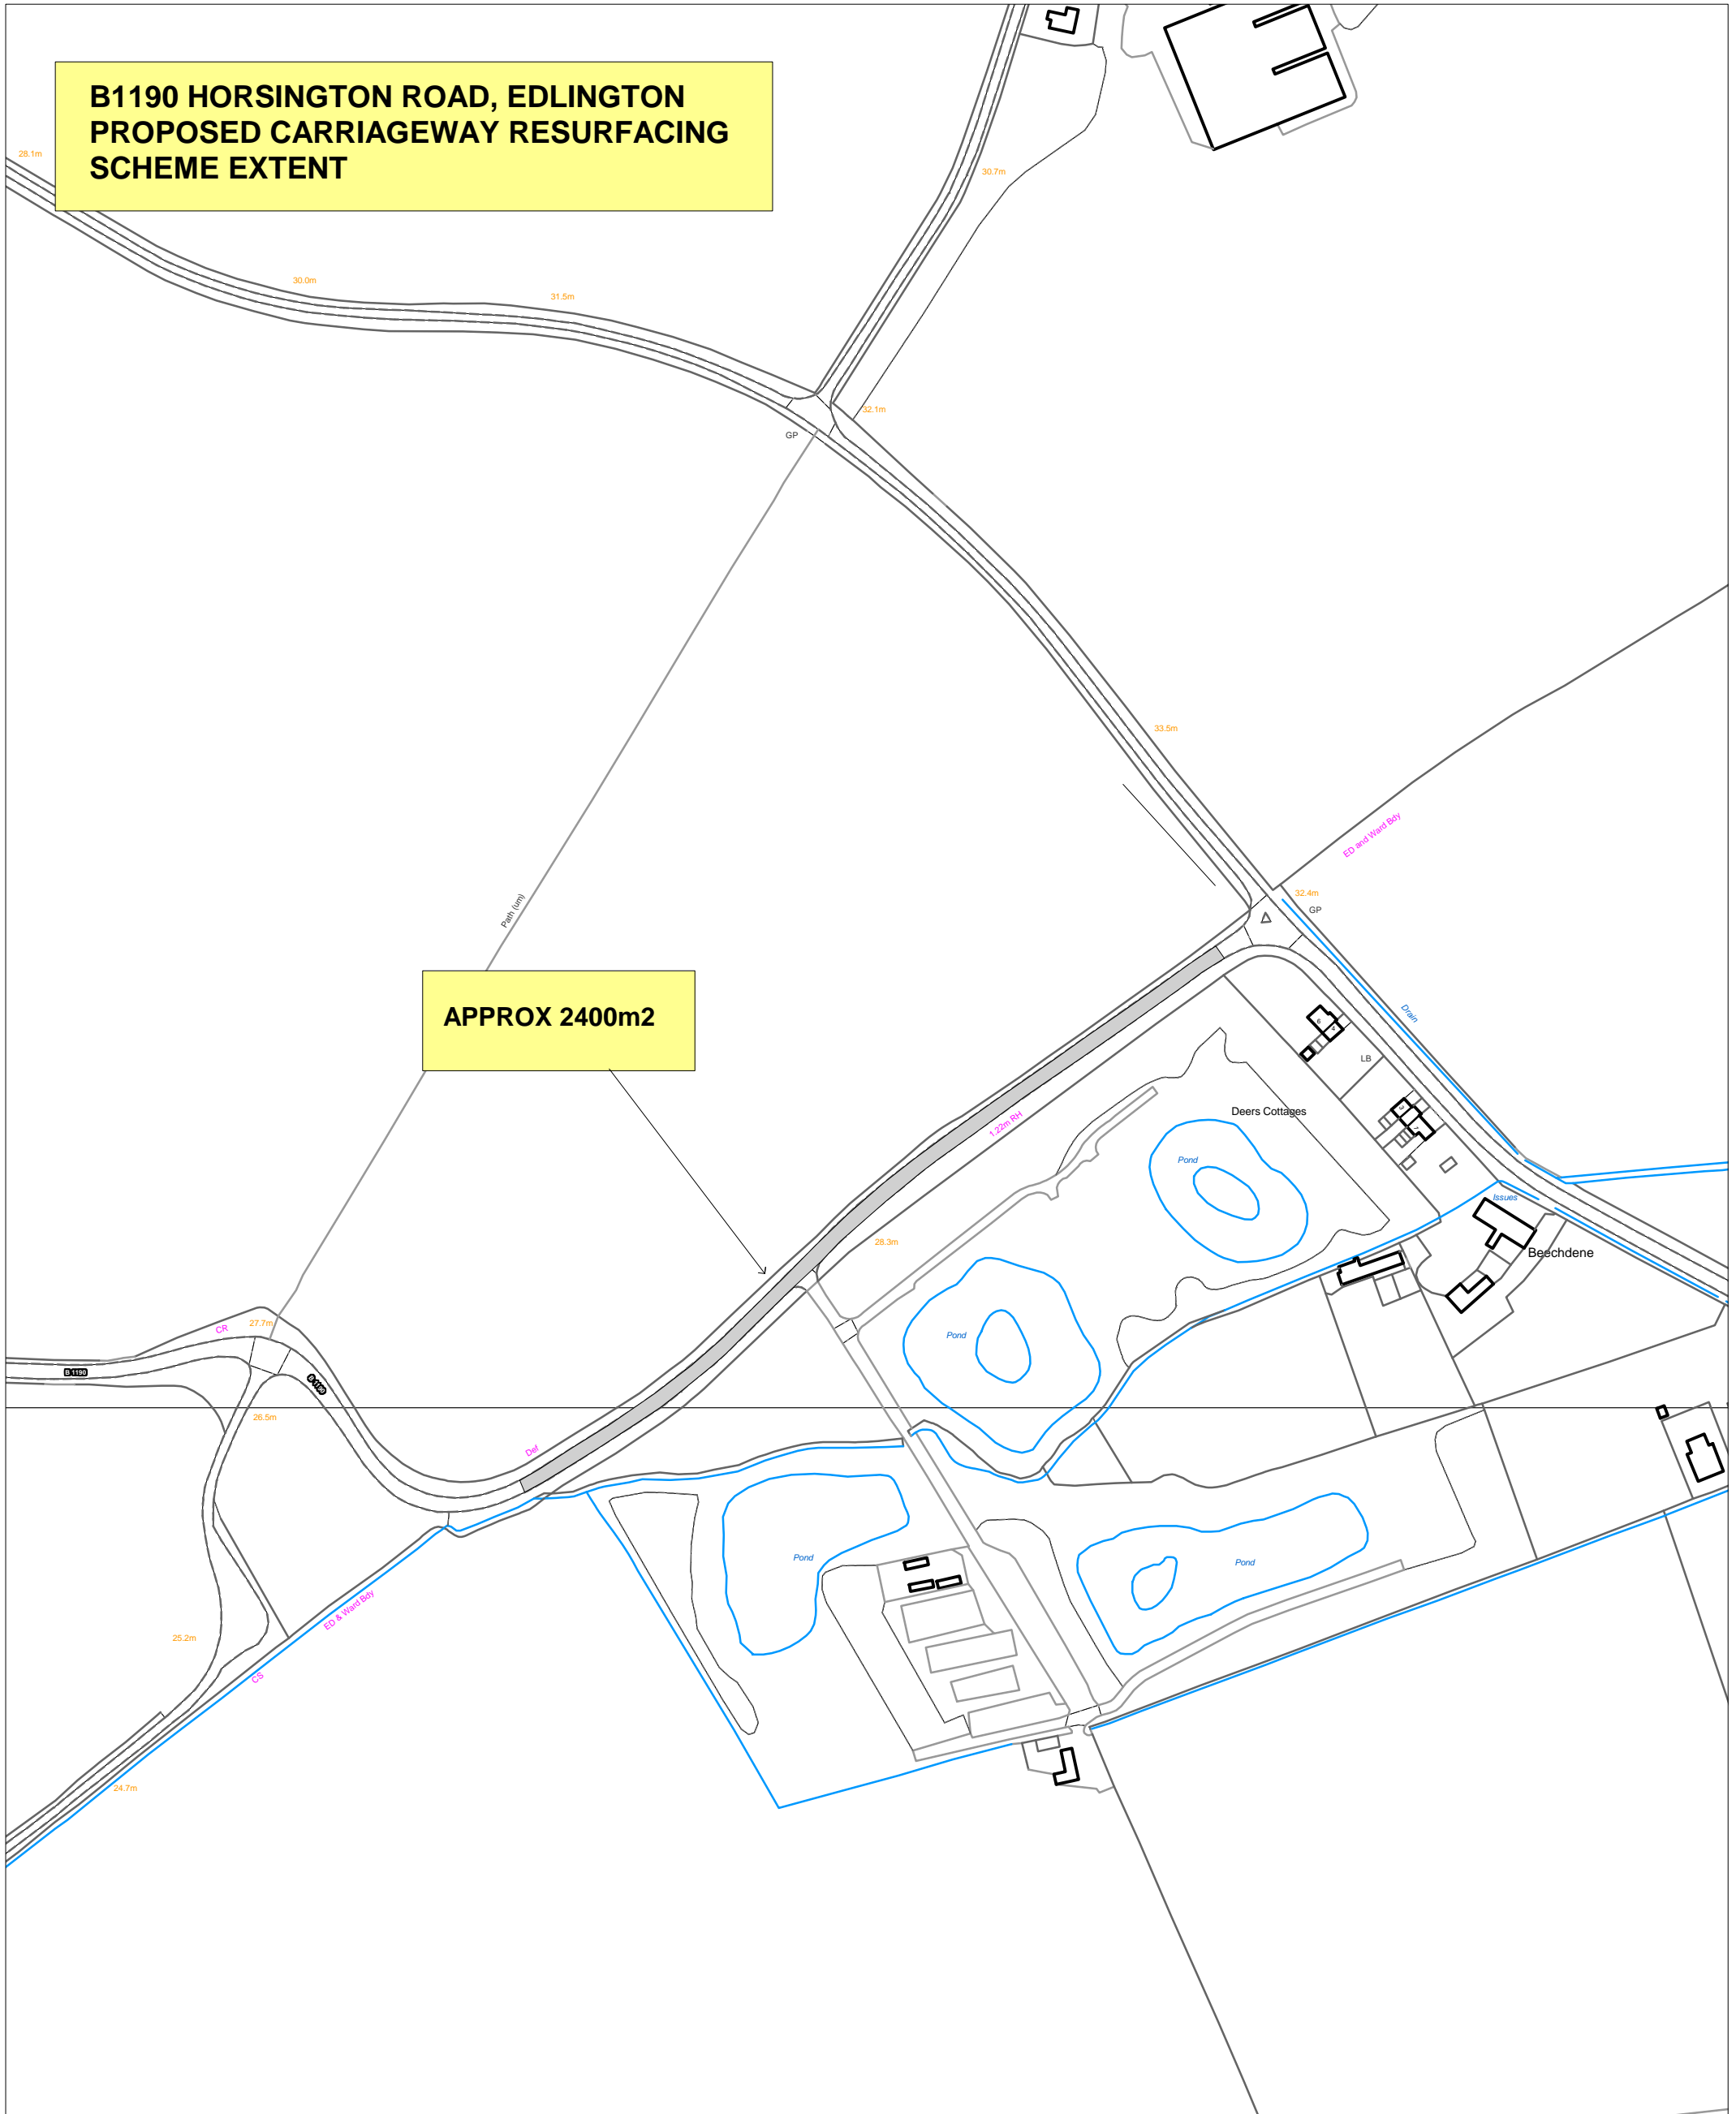 B1190 HORSINGTON ROAD, EDLINGTON
PROPOSED CARRIAGEWAY RESURFACING
SCHEME EXTENT
28.1m
30.7m
30.0m
31.5m
32.1m
GP
33.5m
ED and Ward Bdy
32.4m
GP
Path (um)
APPROX 2400m2
Drain
6
4
LB
1.22m RH
Deers Cottages
Pond
Issues
Beechdene
28.3m
27.7m
CR
Pond
B 1190
B 1190
26.5m
Def
Pond
Pond
ED & Ward Bdy
25.2m
CS
24.7m